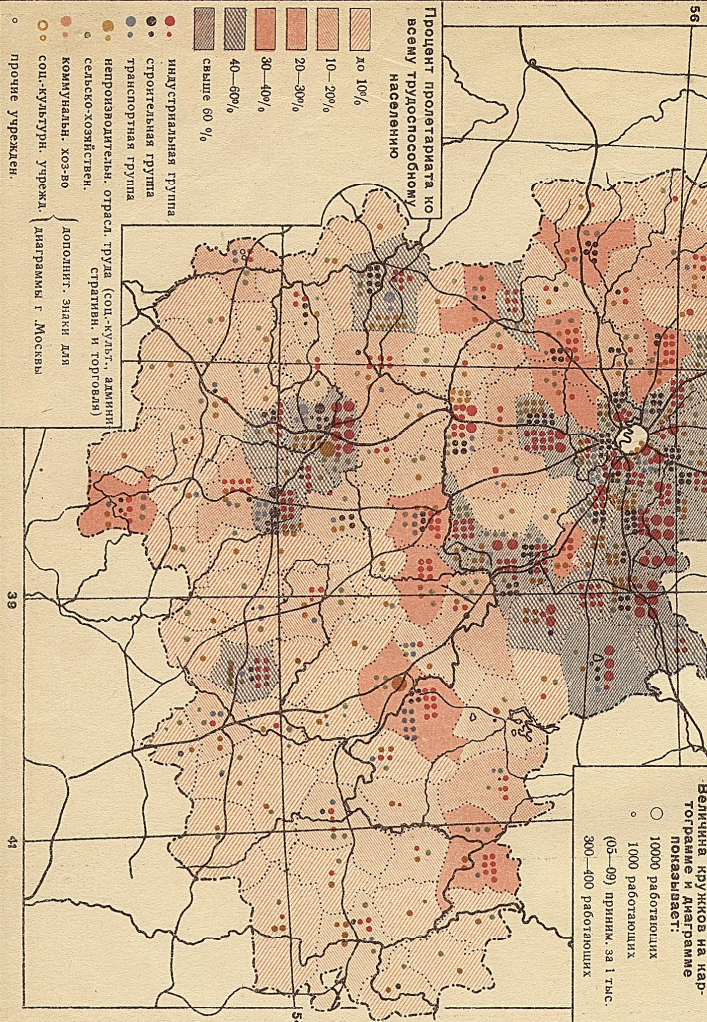 Процент пролетариата ко
всему трудоспособному
населению
до 10%
10—20%
20—30%
30—40%
40—60%
свыше 60 %
индустриальная группа
строительная группа
транспортная группа
непроизводительн. отрасл. труда (соц.-культ., админи
стративн. и торговля)
сельско-хозяйствен.
коммунальн. хоз-во
соц.-культурн. учрежд.
дополнит. знаки для
диаграммы г. Москвы
прочие учрежден.
Величина кружков на кар-
тограмме и диаграмме
показывает:
10000 работающих
1000 работающих
(05—09) приним. за 1 тыс.
300—400 работающих
56
39
41